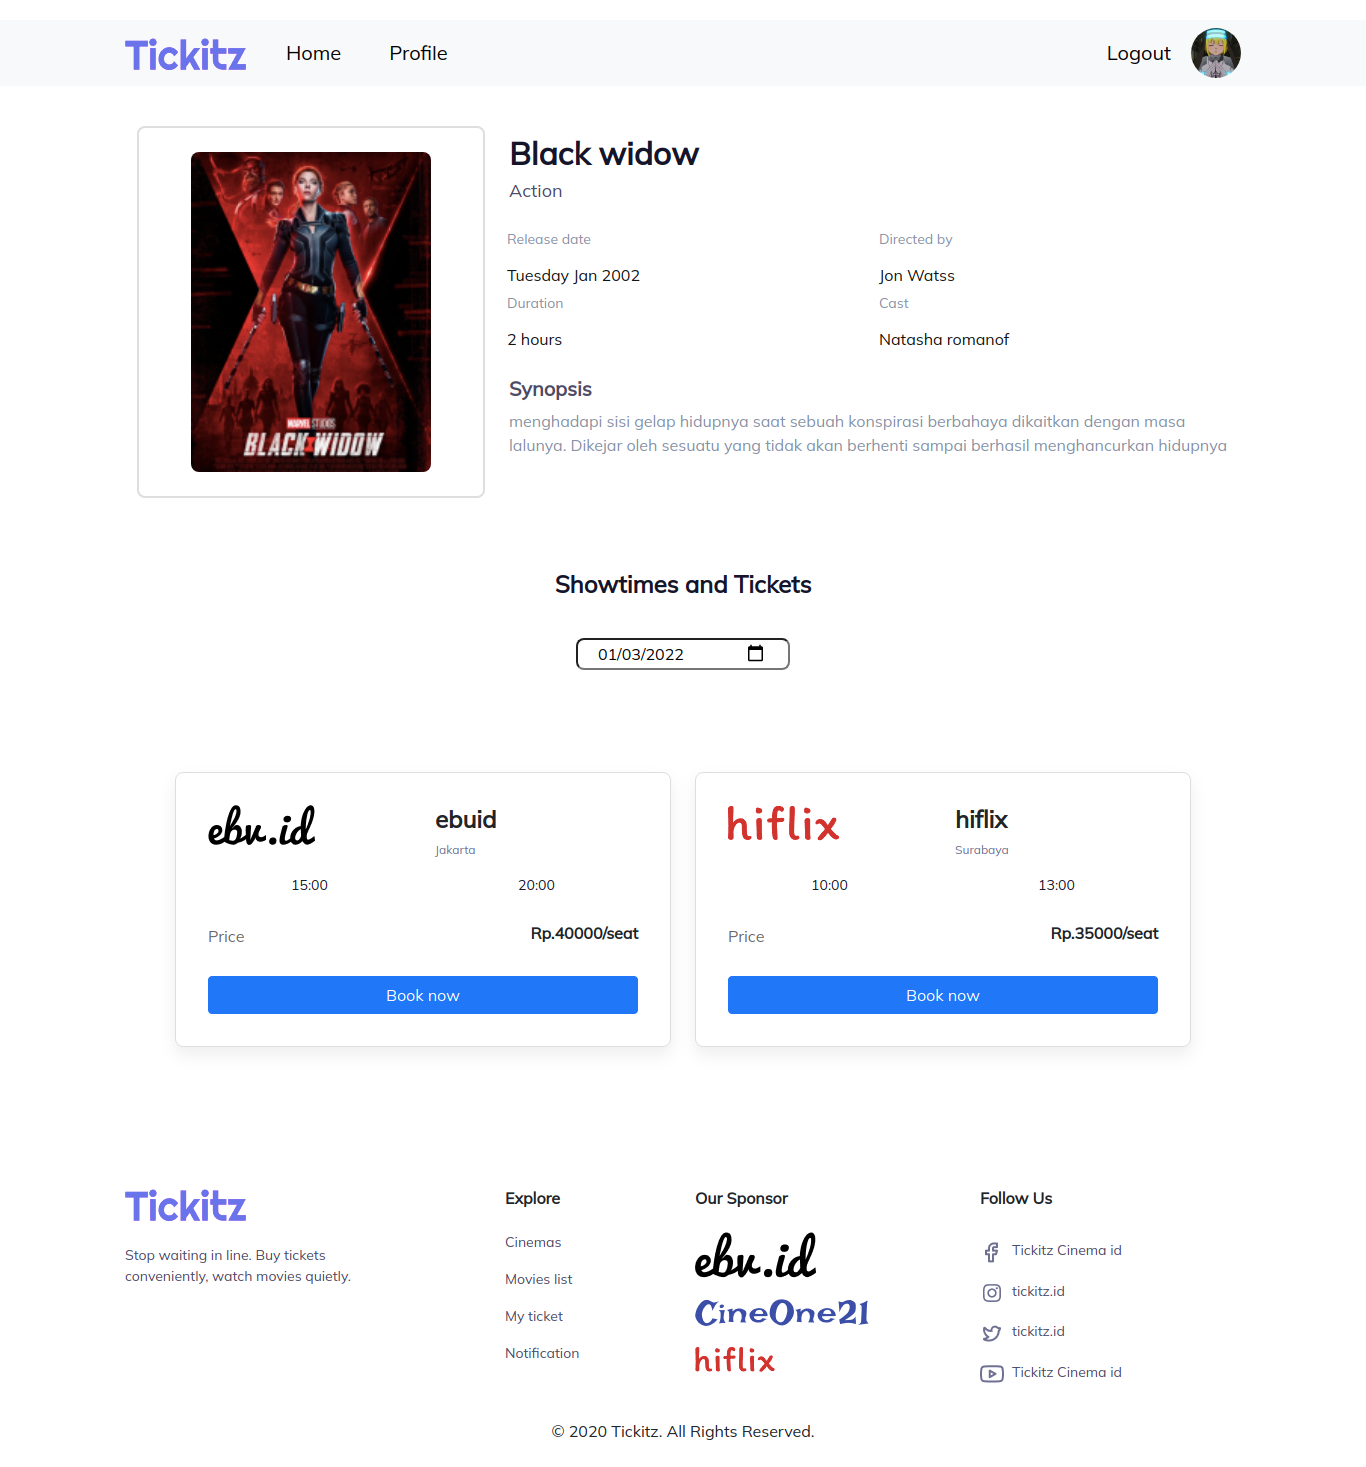 Tickitz
Home
Profile
Logout
MARVEL STUDIOS
BLACK WIDOW
Black widow
Action
Release date
Directed by
Tuesday Jan 2002
Jon Watss
Duration
Cast
2 hours
Natasha romanof
Synopsis
menghadapi sisi gelap hidupnya saat sebuah konspirasi berbahaya dikaitkan dengan masa
lalunya. Dikejar oleh sesuatu yang tidak akan berhenti sampai berhasil menghancurkan hidupnya
Showtimes and Tickets
01/03/2022
ebv.id
ebuid
Jakarta
15:00
20:00
Price
Rp.40000/seat
Book now
hiflix
hiflix
Surabaya
10:00
13:00
Price
Rp.35000/seat
Book now
Tickitz
Stop waiting in line. Buy tickets
conveniently, watch movies quietly.
Explore
Cinemas
Movies list
My ticket
Notification
Our Sponsor
ebv.id
CineOne21
hiflix
Follow Us
Tickitz Cinema id
tickitz.id
tickitz.id
Tickitz Cinema id
© 2020 Tickitz. All Rights Reserved.